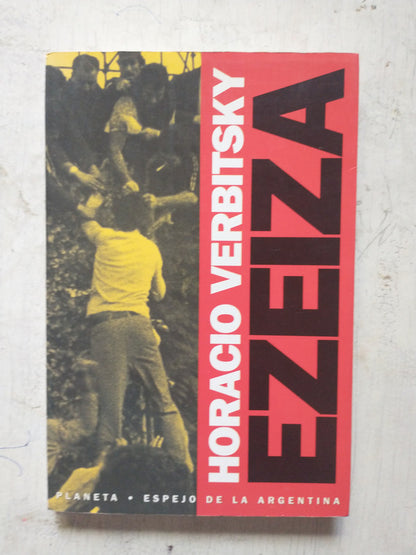 HORACIO VERBITSKY
EZEIZA
PLANETA • ESPEJO DE LA ARGENTINA